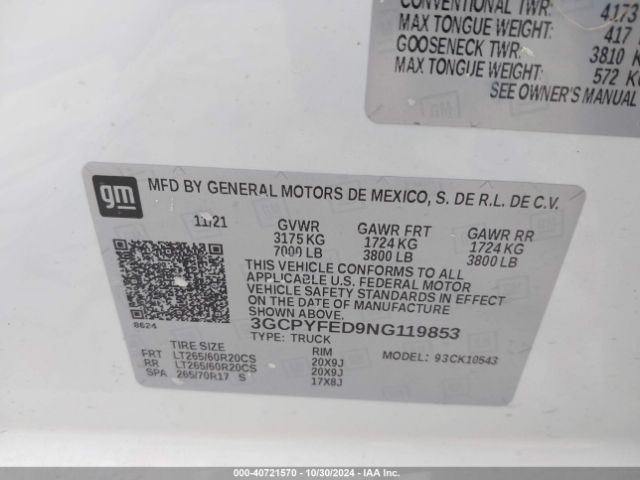 CONVENTIONAL TWR: 4173
MAX TONGUE WEIGHT: 417
GOOSENECK TWR: 3810 K
MAX TONGUE WEIGHT: 572 K
SEE OWNER'S MANUAL
gm
MFD BY GENERAL MOTORS DE MEXICO, S. DE R.L. DE C.V.
11/21 GVWR GAWR FRT GAWR RR
3175 KG 1724 KG 1724 KG
7000 LB 3800 LB 3800 LB
THIS VEHICLE CONFORMS TO ALL
APPLICABLE U.S. FEDERAL MOTOR
VEHICLE SAFETY STANDARDS IN EFFECT
ON THE DATE OF MANUFACTURE
SHOWN ABOVE.
8624
3GCPYFED9NG119853
TYPE: TRUCK
TIRE SIZE RIM MODEL: 93CK10543
FRT LT265/60R20CS 20X9J
RR LT265/60R20CS 20X9J
SPA 265/70R17 S 17X8J
© - 40721570 - 10/30/2024 - IAA Inc.